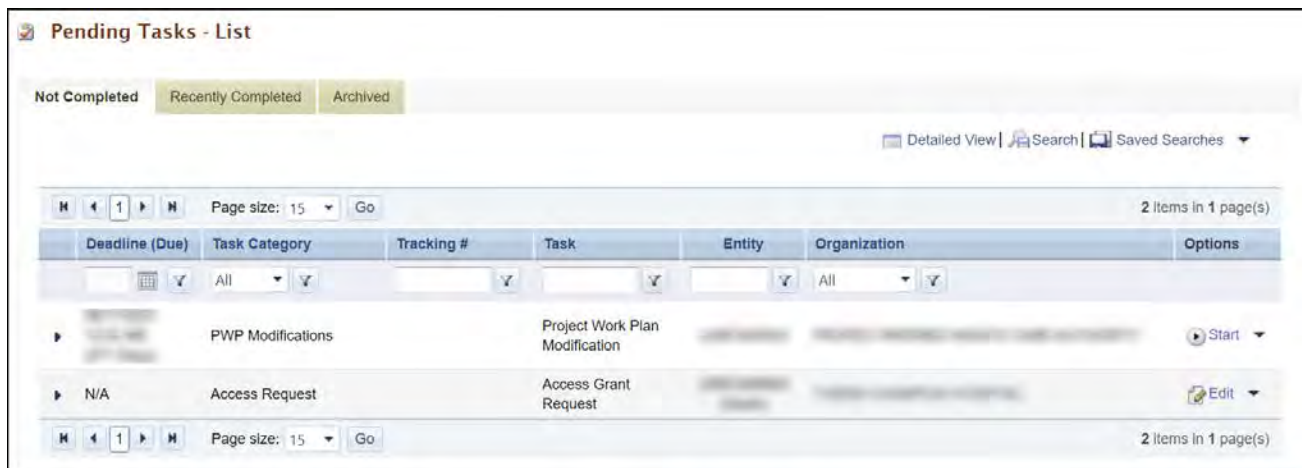 Pending Tasks - List
Not Completed Recently Completed Archived
Detailed View | Search | Saved Searches
1 Page size: 15 Go 2 items in 1 page(s)
Deadline (Due) Task Category Tracking # Task Entity Organization Options
All All
PWP Modifications Project Work Plan Start
Modification
N/A Access Request Access Grant Edit
Request
1 Page size: 15 Go 2 items in 1 page(s)